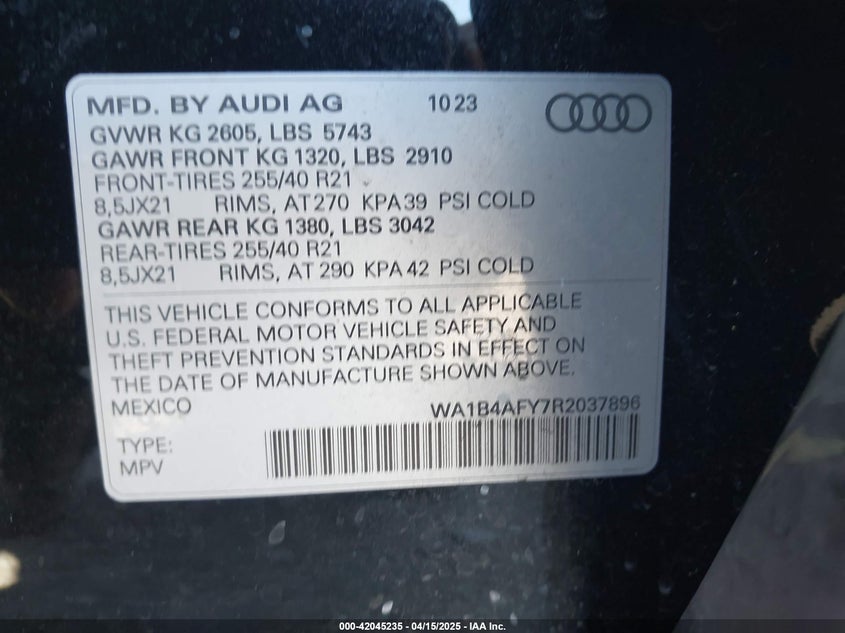 MFD. BY AUDI AG 10 23
GVWR KG 2605, LBS 5743
GAWR FRONT KG 1320, LBS 2910
FRONT-TIRES 255/40 R21
8,5JX21 RIMS, AT 270 KPA 39 PSI COLD
GAWR REAR KG 1380, LBS 3042
REAR-TIRES 255/40 R21
8,5JX21 RIMS, AT 290 KPA 42 PSI COLD
THIS VEHICLE CONFORMS TO ALL APPLICABLE
U.S. FEDERAL MOTOR VEHICLE SAFETY AND
THEFT PREVENTION STANDARDS IN EFFECT ON
THE DATE OF MANUFACTURE SHOWN ABOVE.
MEXICO WA1B4AFY7R2037896
TYPE:
MPV
000-42045235 - 04/15/2025 - IAA Inc.